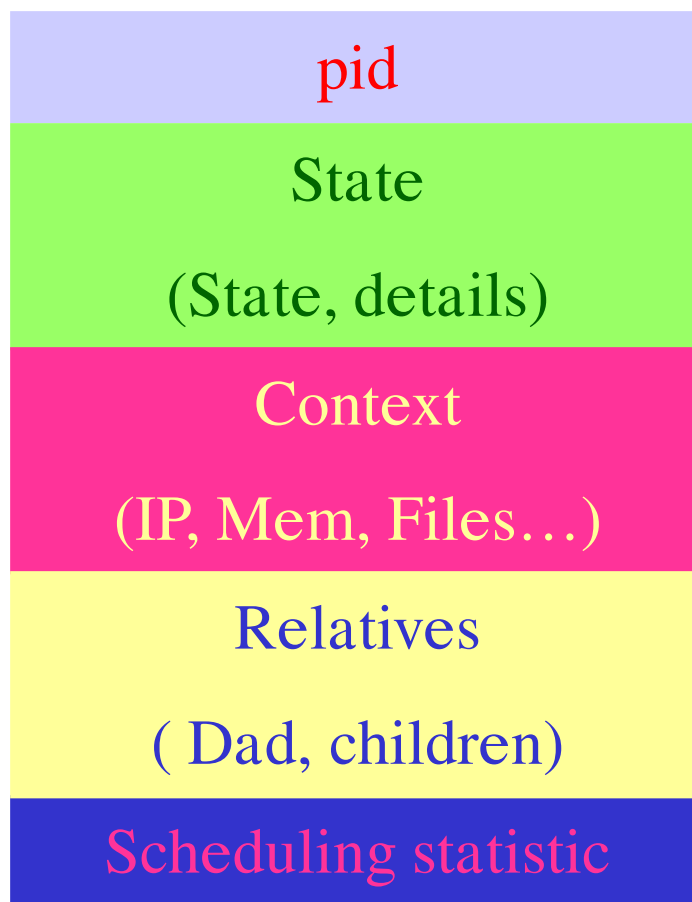 pid
State
(State, details)
Context
(IP, Mem, Files…)
Relatives
( Dad, children)
Scheduling statistic